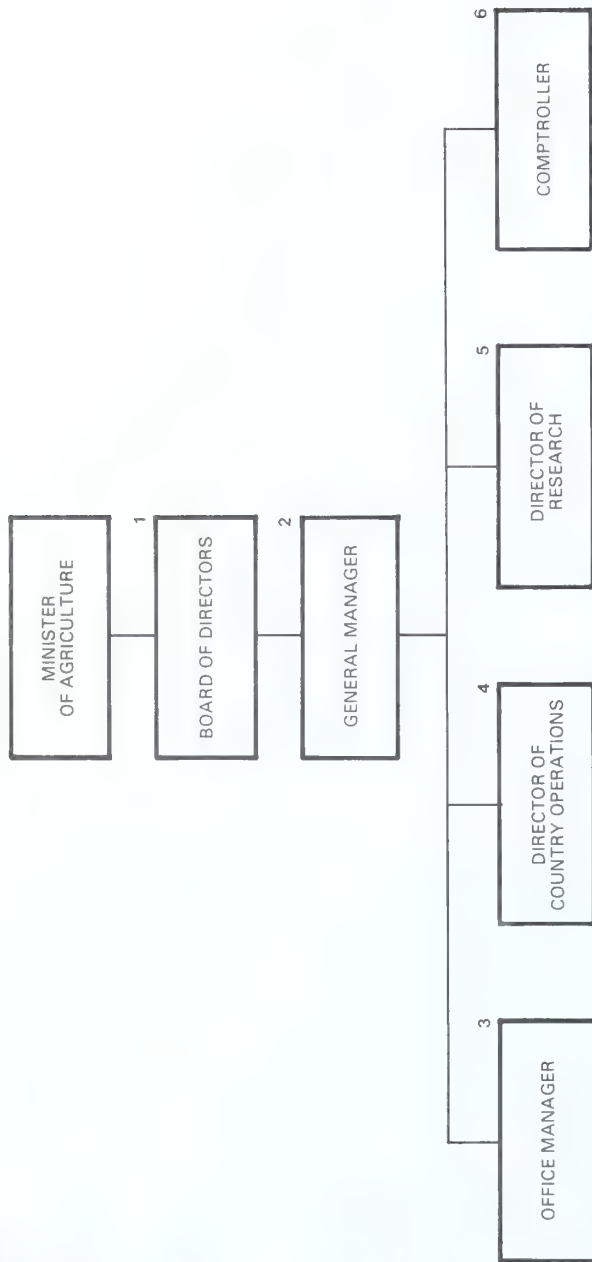 MINISTER
OF AGRICULTURE
1
BOARD OF DIRECTORS
2
GENERAL MANAGER
3
OFFICE MANAGER
4
DIRECTOR OF
COUNTRY OPERATIONS
5
DIRECTOR OF
RESEARCH
6
COMPTROLLER